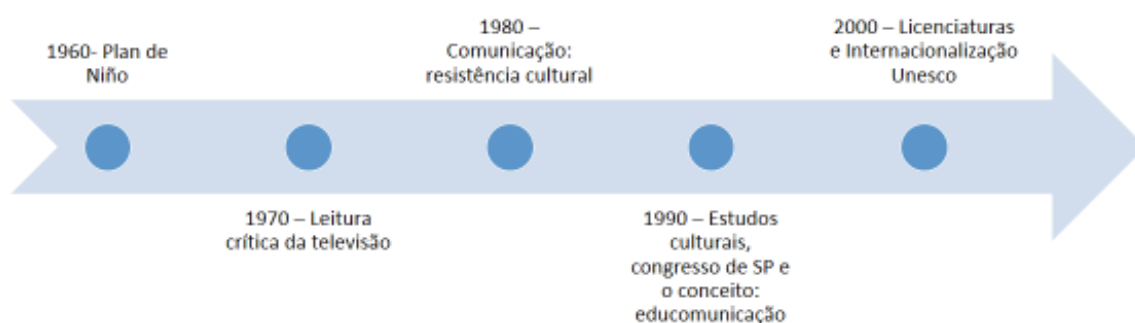 1960- Plan de
Niño
1970 – Leitura
crítica da televisão
1980 –
Comunicação:
resistência cultural
1990 – Estudos
culturais,
congresso de SP e
o conceito:
educomunicação
2000 – Licenciaturas
e Internacionalização
Unesco